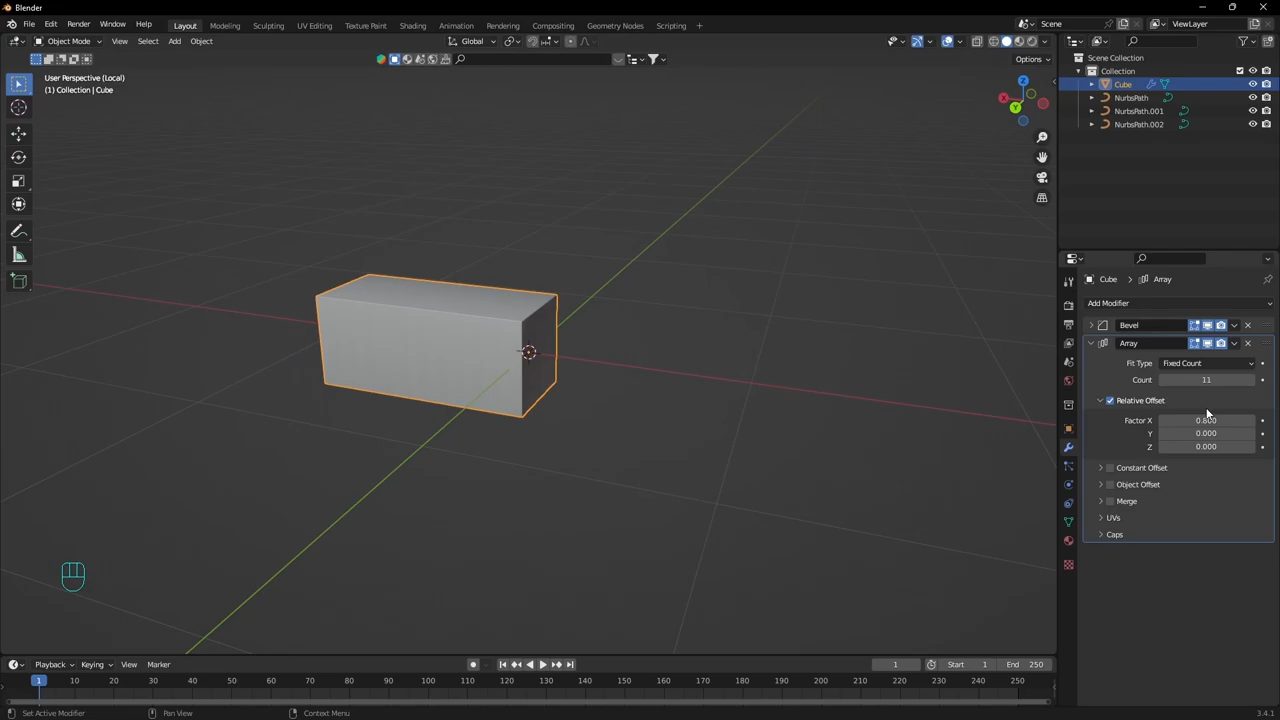 Blender
File Edit Render Window Help
Layout Modeling Sculpting UV Editing Texture Paint Shading Animation Rendering Compositing Geometry Nodes Scripting +
Scene
ViewLayer
Object Mode View Select Add Object
Global
Options
User Perspective (Local)
(1) Collection | Cube
X
Y
Z
Scene Collection
Collection
Cube
NurbsPath
NurbsPath.001
NurbsPath.002
Cube > Array
Add Modifier
Bevel
Array
Fit Type Fixed Count
Count 11
Relative Offset
Factor X 0.800
Y 0.000
Z 0.000
Constant Offset
Object Offset
Merge
UVs
Caps
Playback Keying View Marker
1 Start 1 End 250
1 10 20 30 40 50 60 70 80 90 100 110 120 130 140 150 160 170 180 190 200 210 220 230 240 250
Set Active Modifier Pan View Context Menu 3.4.1